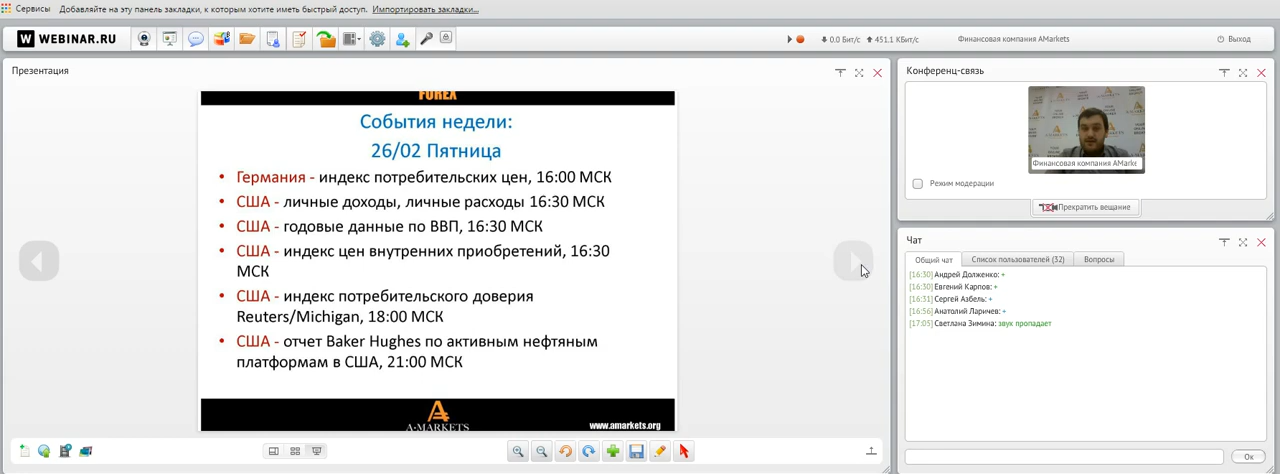 Сервисы Добавляйте на эту панель закладки, к которым хотите иметь быстрый доступ. Импортировать закладки...
W WEBINAR.RU
0.0 Бит/с 451.1 КБит/с
Финансовая компания AMarkets
Выход
Презентация
FOREX
События недели:
26/02 Пятница
• Германия - индекс потребительских цен, 16:00 МСК
• США - личные доходы, личные расходы 16:30 МСК
• США - годовые данные по ВВП, 16:30 МСК
• США - индекс цен внутренних приобретений, 16:30
МСК
• США - индекс потребительского доверия
Reuters/Michigan, 18:00 МСК
• США - отчет Baker Hughes по активным нефтяным
платформам в США, 21:00 МСК
A·MARKETS
www.amarkets.org
Конференц-связь
Финансовая компания AMarke
Режим модерации
Прекратить вещание
Чат
Общий чат Список пользователей (32) Вопросы
[16:30] Андрей Долженко: +
[16:30] Евгений Карпов: +
[16:31] Сергей Азбель: +
[16:56] Анатолий Ларичев: +
[17:05] Светлана Зимина: звук пропадает
Ок